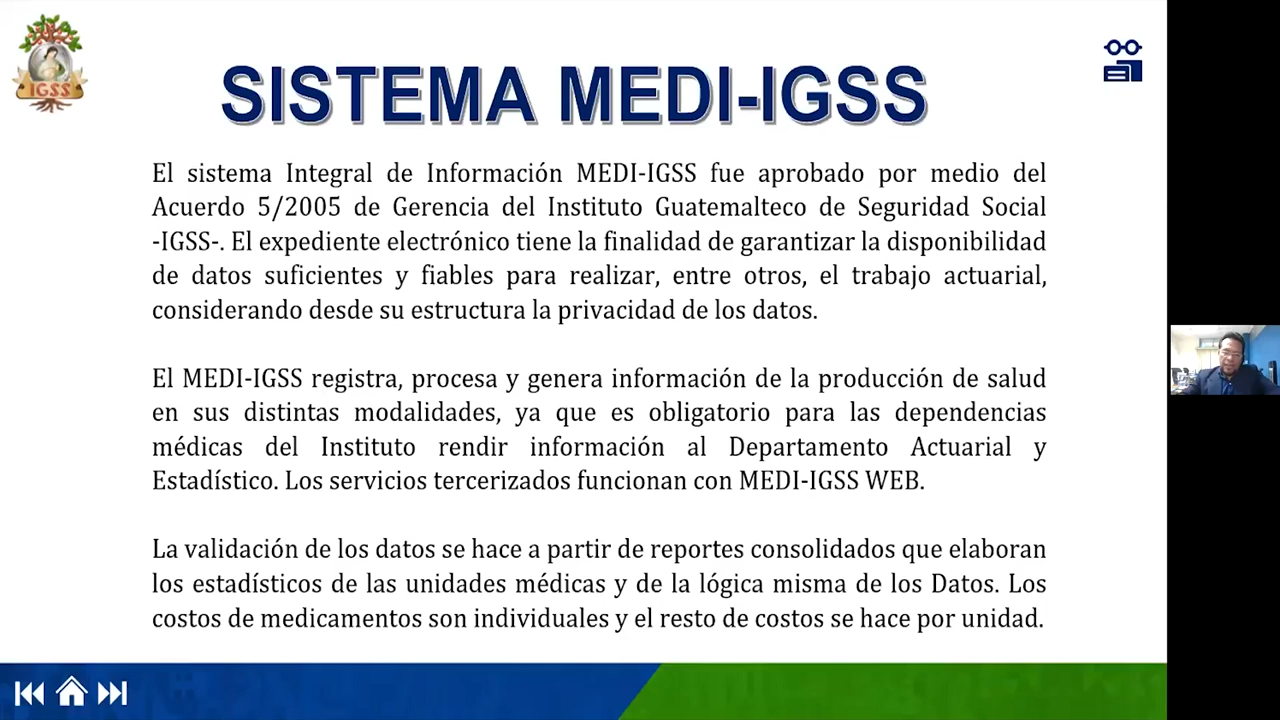 IGSS
SISTEMA MEDI-IGSS
El sistema Integral de Información MEDI-IGSS fue aprobado por medio del
Acuerdo 5/2005 de Gerencia del Instituto Guatemalteco de Seguridad Social
-IGSS-. El expediente electrónico tiene la finalidad de garantizar la disponibilidad
de datos suficientes y fiables para realizar, entre otros, el trabajo actuarial,
considerando desde su estructura la privacidad de los datos.
El MEDI-IGSS registra, procesa y genera información de la producción de salud
en sus distintas modalidades, ya que es obligatorio para las dependencias
médicas del Instituto rendir información al Departamento Actuarial y
Estadístico. Los servicios tercerizados funcionan con MEDI-IGSS WEB.
La validación de los datos se hace a partir de reportes consolidados que elaboran
los estadísticos de las unidades médicas y de la lógica misma de los Datos. Los
costos de medicamentos son individuales y el resto de costos se hace por unidad.